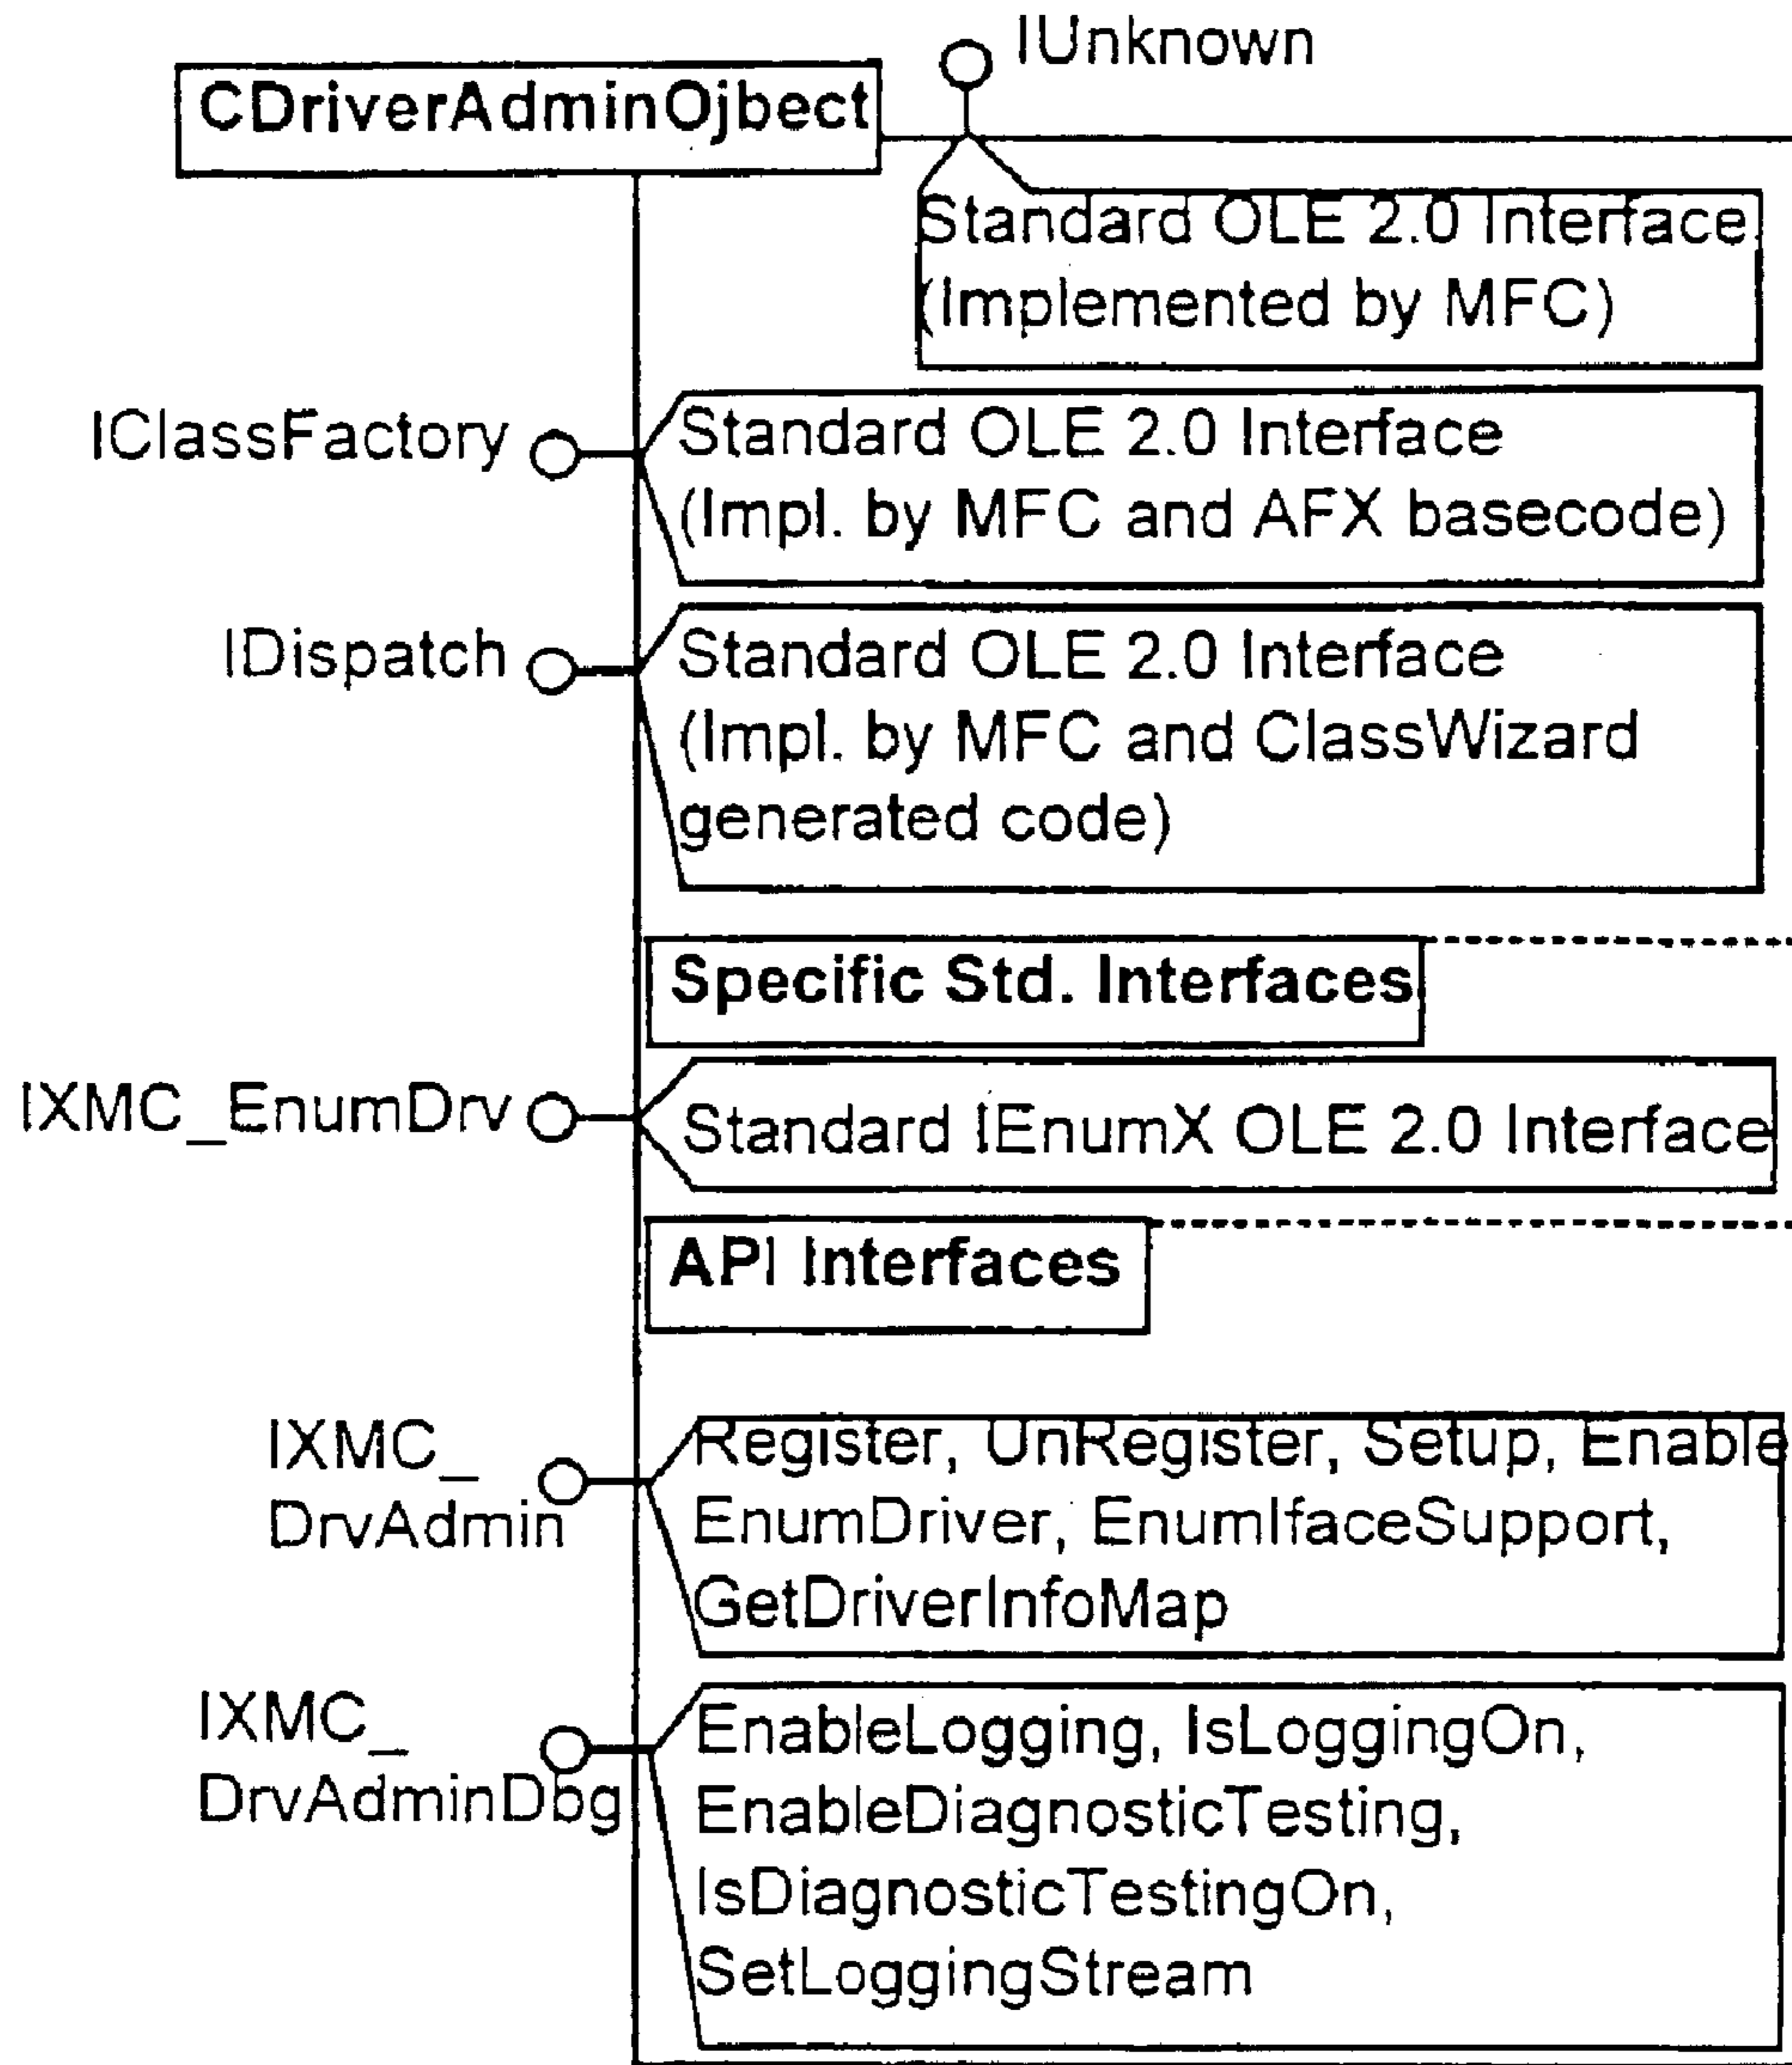 IUnknown
CDriverAdminOjbect
Standard OLE 2.0 Interface
(Implemented by MFC)
IClassFactory
Standard OLE 2.0 Interface
(Impl. by MFC and AFX basecode)
IDispatch
Standard OLE 2.0 Interface
(Impl. by MFC and ClassWizard
generated code)
Specific Std. Interfaces
IXMC_EnumDrv
Standard IEnumX OLE 2.0 Interface
API Interfaces
IXMC_
DrvAdmin
Register, UnRegister, Setup, Enable
EnumDriver, EnumIfaceSupport,
GetDriverInfoMap
IXMC_
DrvAdminDbg
EnableLogging, IsLoggingOn,
EnableDiagnosticTesting,
IsDiagnosticTestingOn,
SetLoggingStream